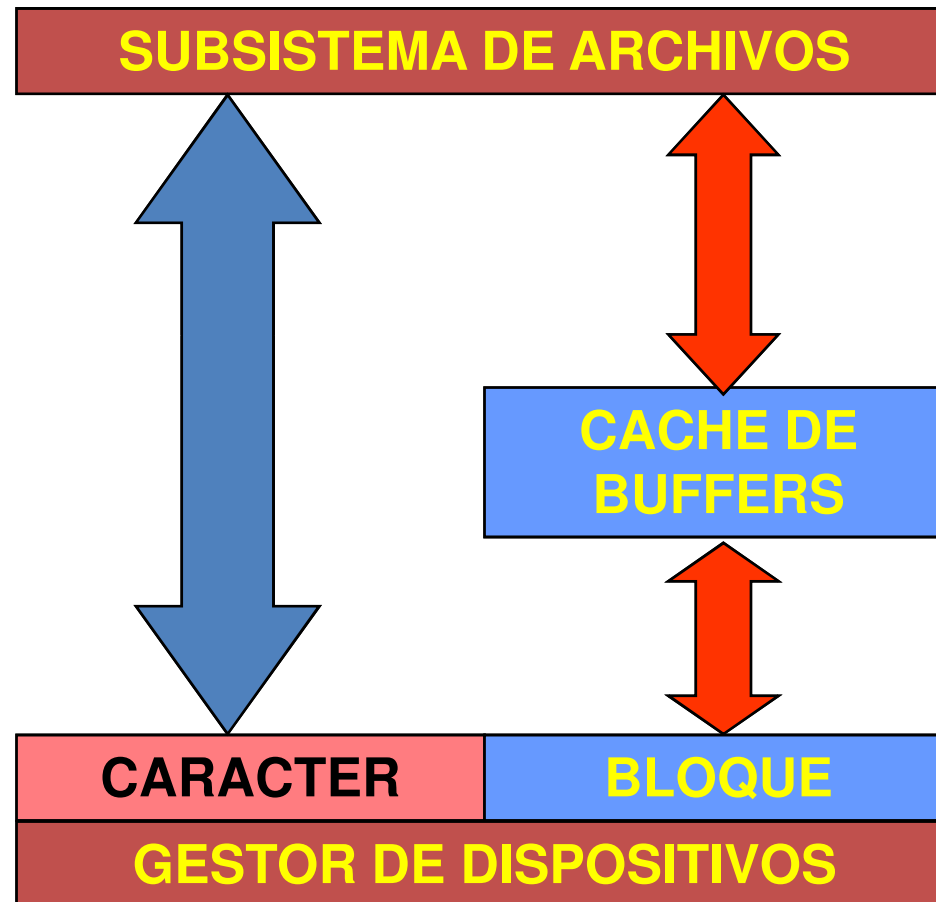 SUBSISTEMA DE ARCHIVOS
CACHE DE
BUFFERS
CARACTER
BLOQUE
GESTOR DE DISPOSITIVOS